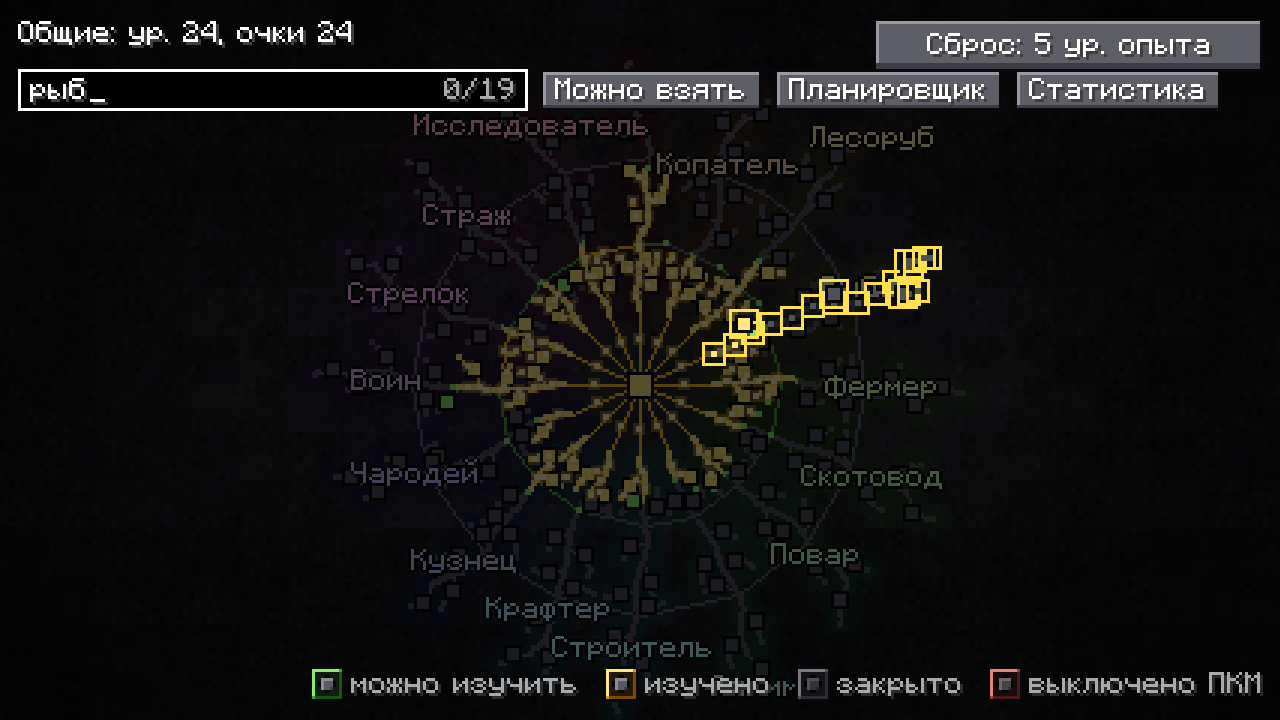 Общие: ур. 24, очки 24
Сброс: 5 ур. опыта
рыб_ 0/19
Можно взять
Планировщик
Статистика
Исследователь
Лесоруб
Копатель
Страж
Стрелок
Воин
Фермер
Чародей
Скотовод
Кузнец
Повар
Крафтер
Строитель
можно изучить
изучено
закрыто
выключено ПКМ